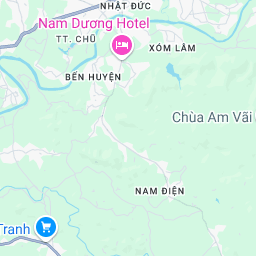 NHẬT ĐỨC
Nam Dương Hotel
TT. CHŨ
XÓM LÂM
BẾN HUYỆN
Chùa Am Vãi
NAM ĐIỆN
Tranh